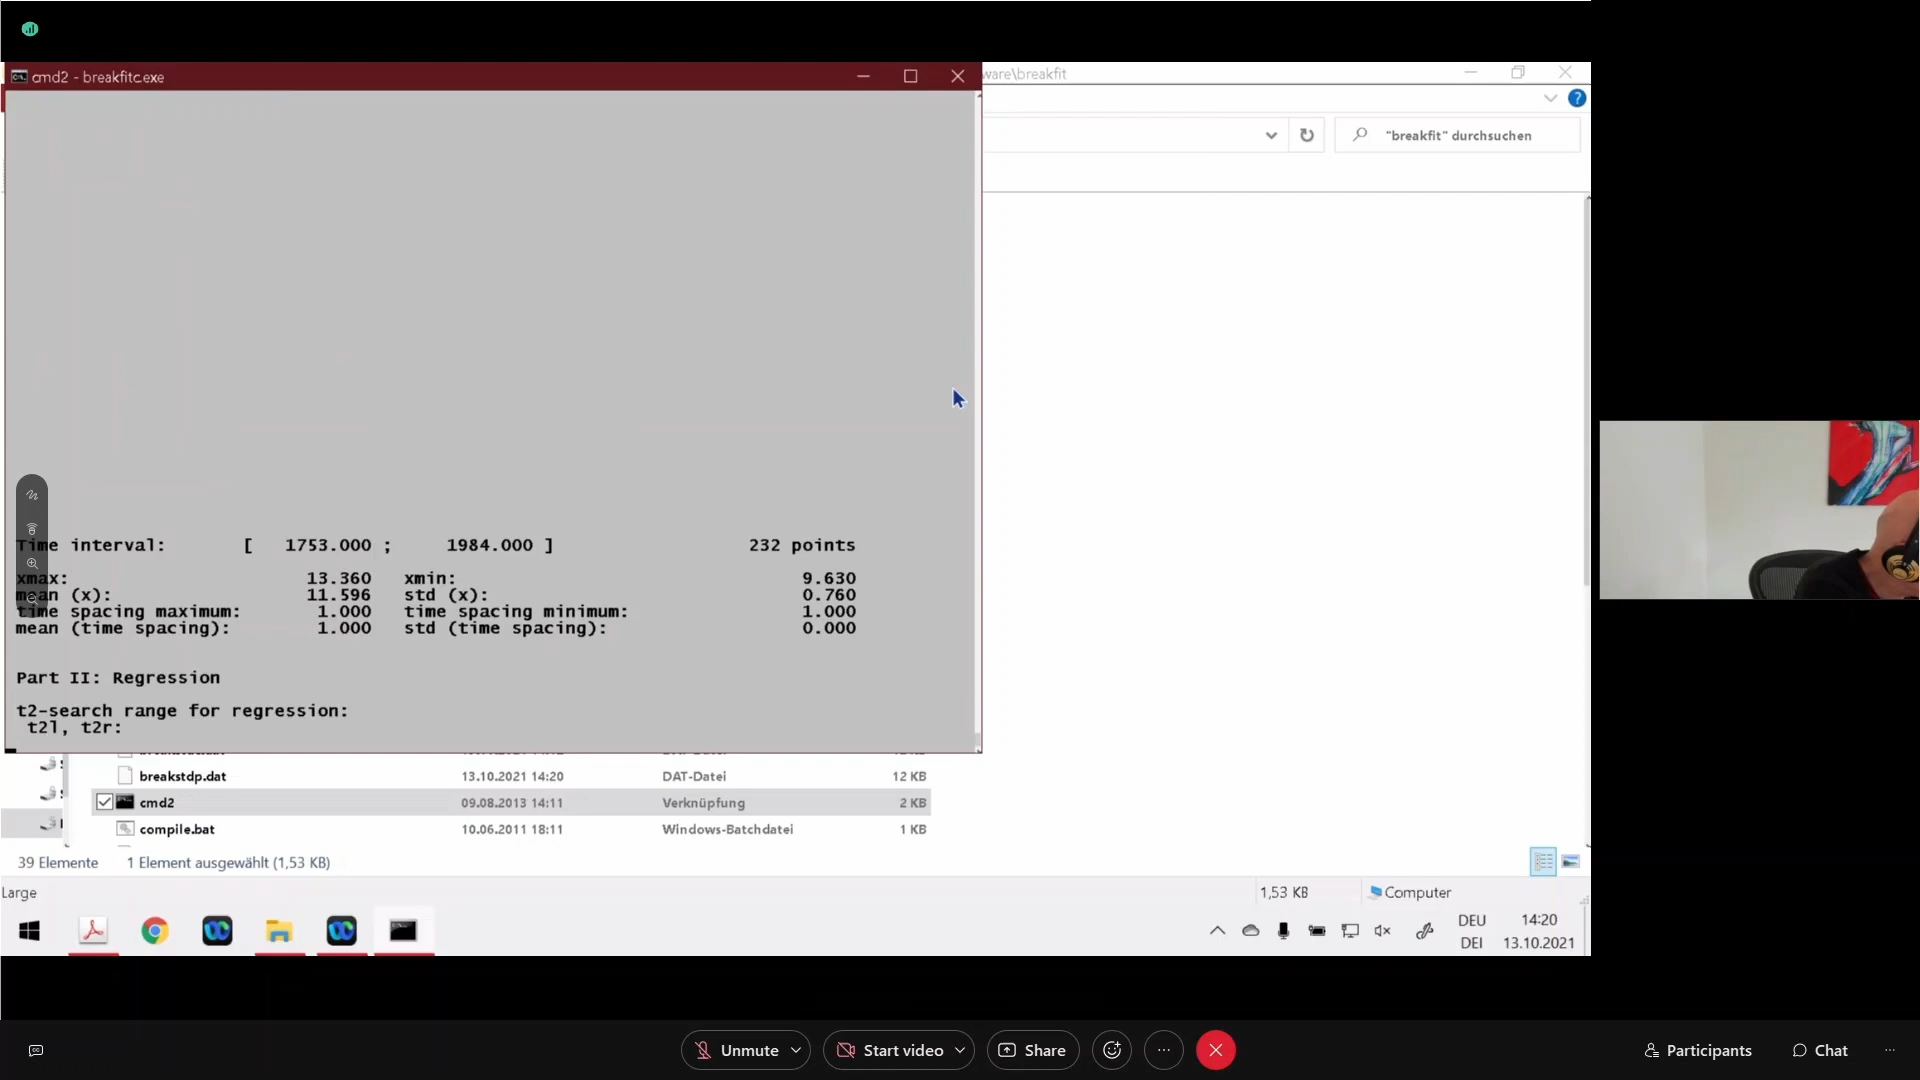 cmd2 - breakfitc.exe
ware\breakfit
"breakfit" durchsuchen
Time interval: [ 1753.000 ; 1984.000 ] 232 points
xmax: 13.360 xmin: 9.630
mean (x): 11.596 std (x): 0.760
time spacing maximum: 1.000 time spacing minimum: 1.000
mean (time spacing): 1.000 std (time spacing): 0.000
Part II: Regression
t2-search range for regression:
t2l, t2r:
breakstdp.dat 13.10.2021 14:20 DAT-Datei 12 KB
cmd2 09.08.2013 14:11 Verknüpfung 2 KB
compile.bat 10.06.2011 18:11 Windows-Batchdatei 1 KB
39 Elemente 1 Element ausgewählt (1,53 KB)
Large 1,53 KB Computer
DEU 14:20
DEI 13.10.2021
Unmute Start video Share Participants Chat